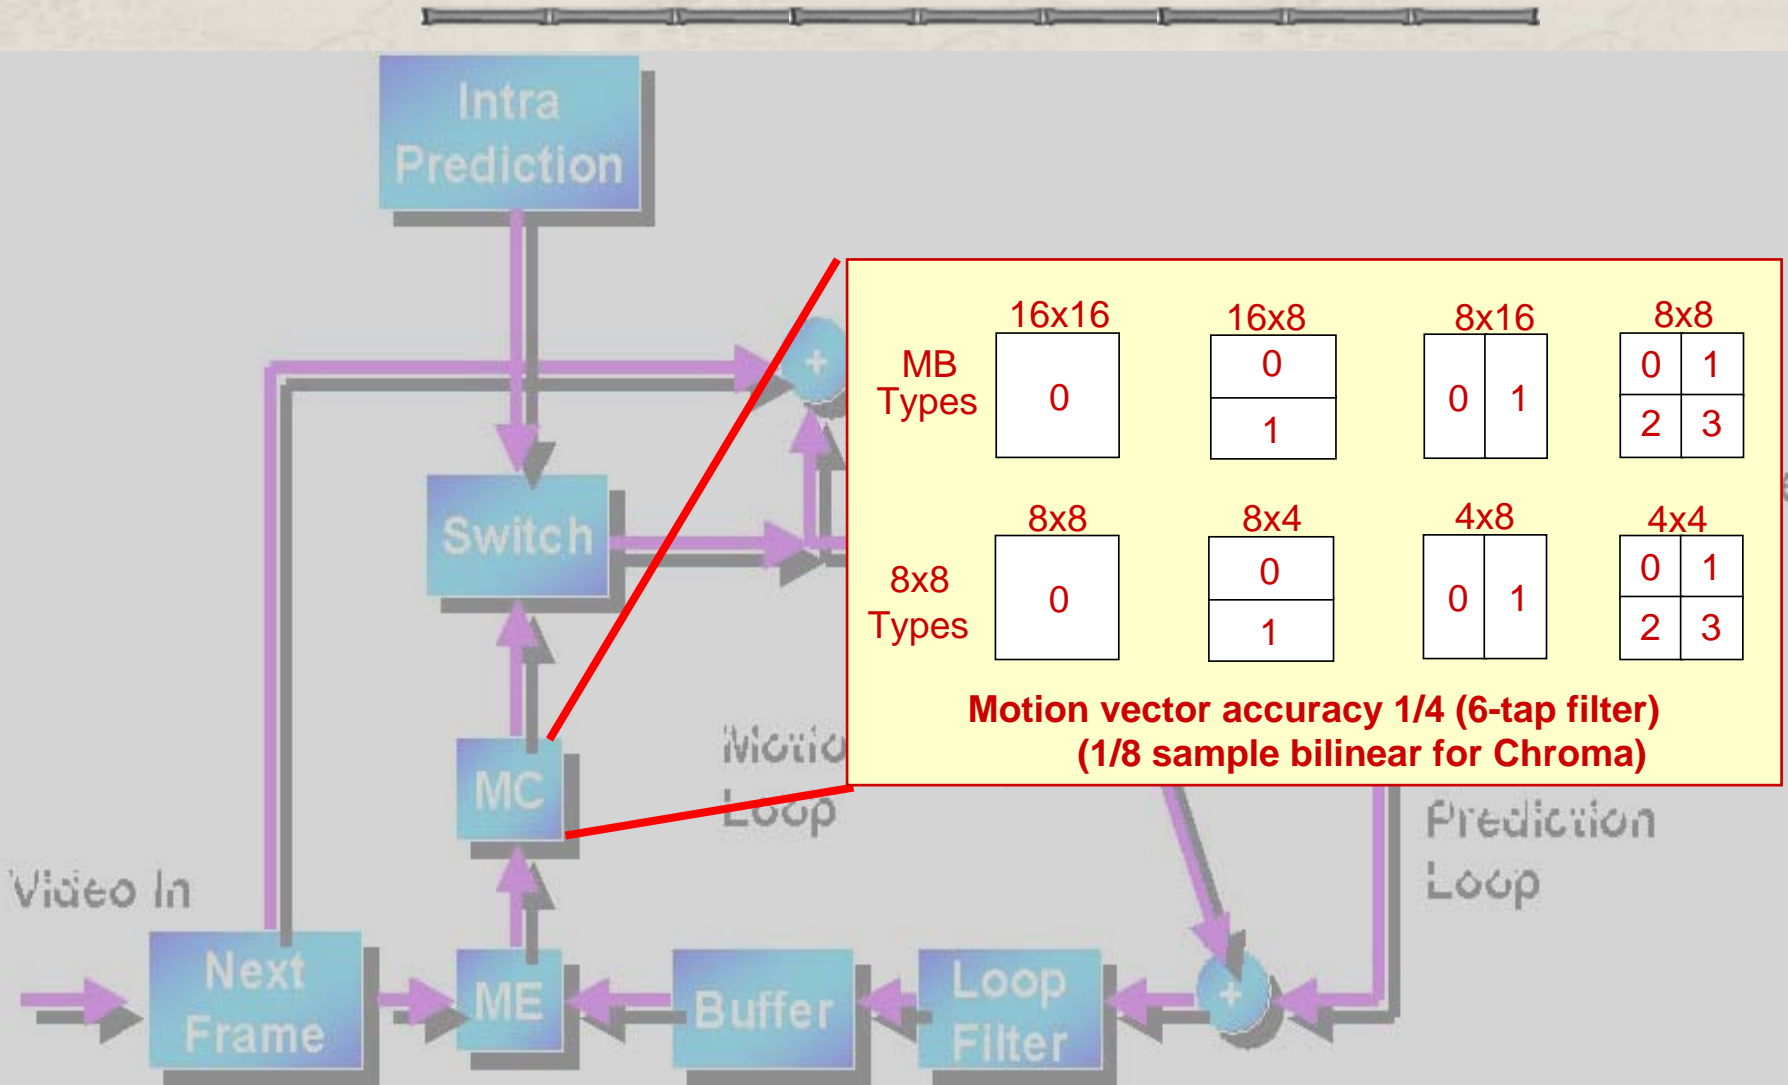 Intra
Prediction
+
Switch
MC
Loop
Video In
Next
Frame
ME
Buffer
Loop
Filter
+
Prediction
Loop
16x16
16x8
8x16
8x8
MB
Types
0
0
1
0 1
0 1
2 3
8x8
8x4
4x8
4x4
8x8
Types
0
0
1
0 1
0 1
2 3
Motion vector accuracy 1/4 (6-tap filter)
(1/8 sample bilinear for Chroma)